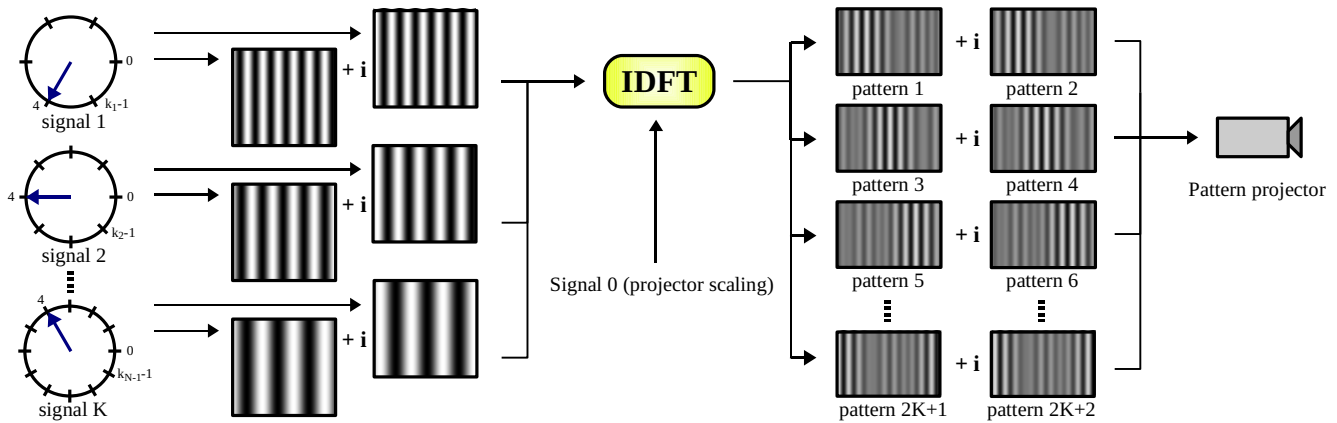 0
4
k1-1
signal 1
4
0
k2-1
signal 2
4
0
kN-1-1
signal K
+ i
+ i
+ i
IDFT
Signal 0 (projector scaling)
+ i
pattern 1
pattern 2
+ i
pattern 3
pattern 4
+ i
pattern 5
pattern 6
+ i
pattern 2K+1
pattern 2K+2
Pattern projector